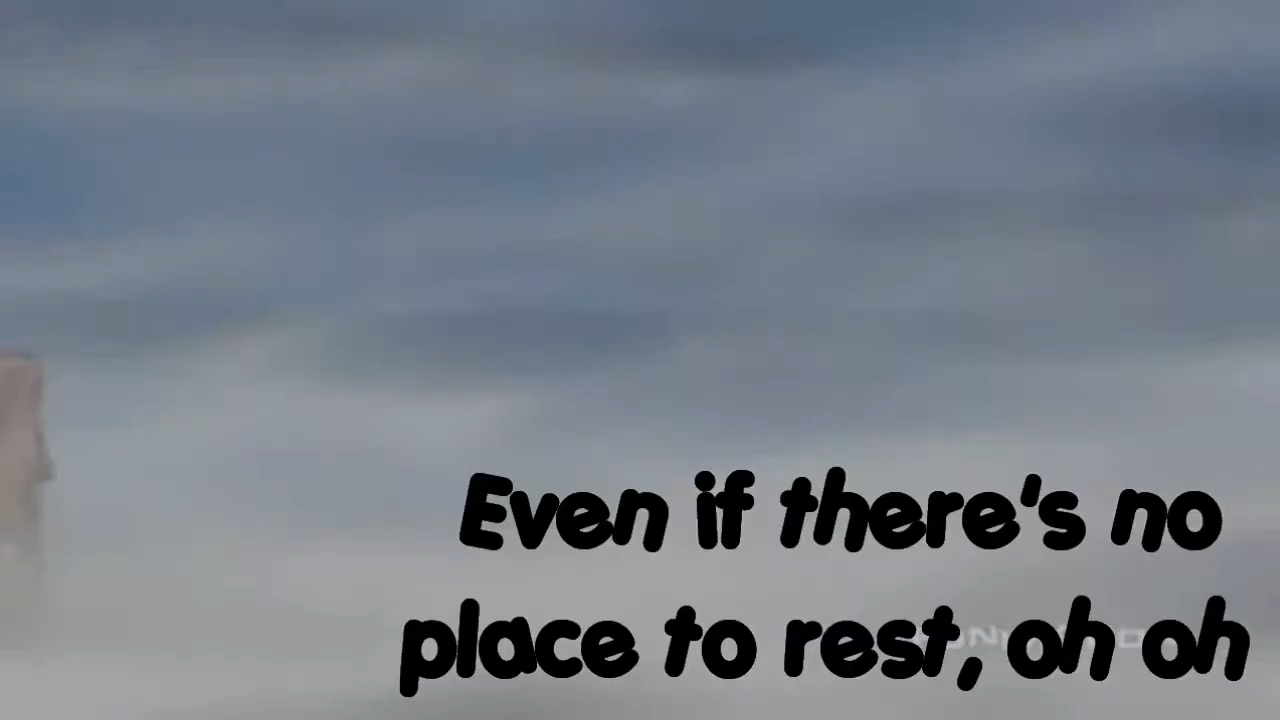 Even if there's no
place to rest, oh oh